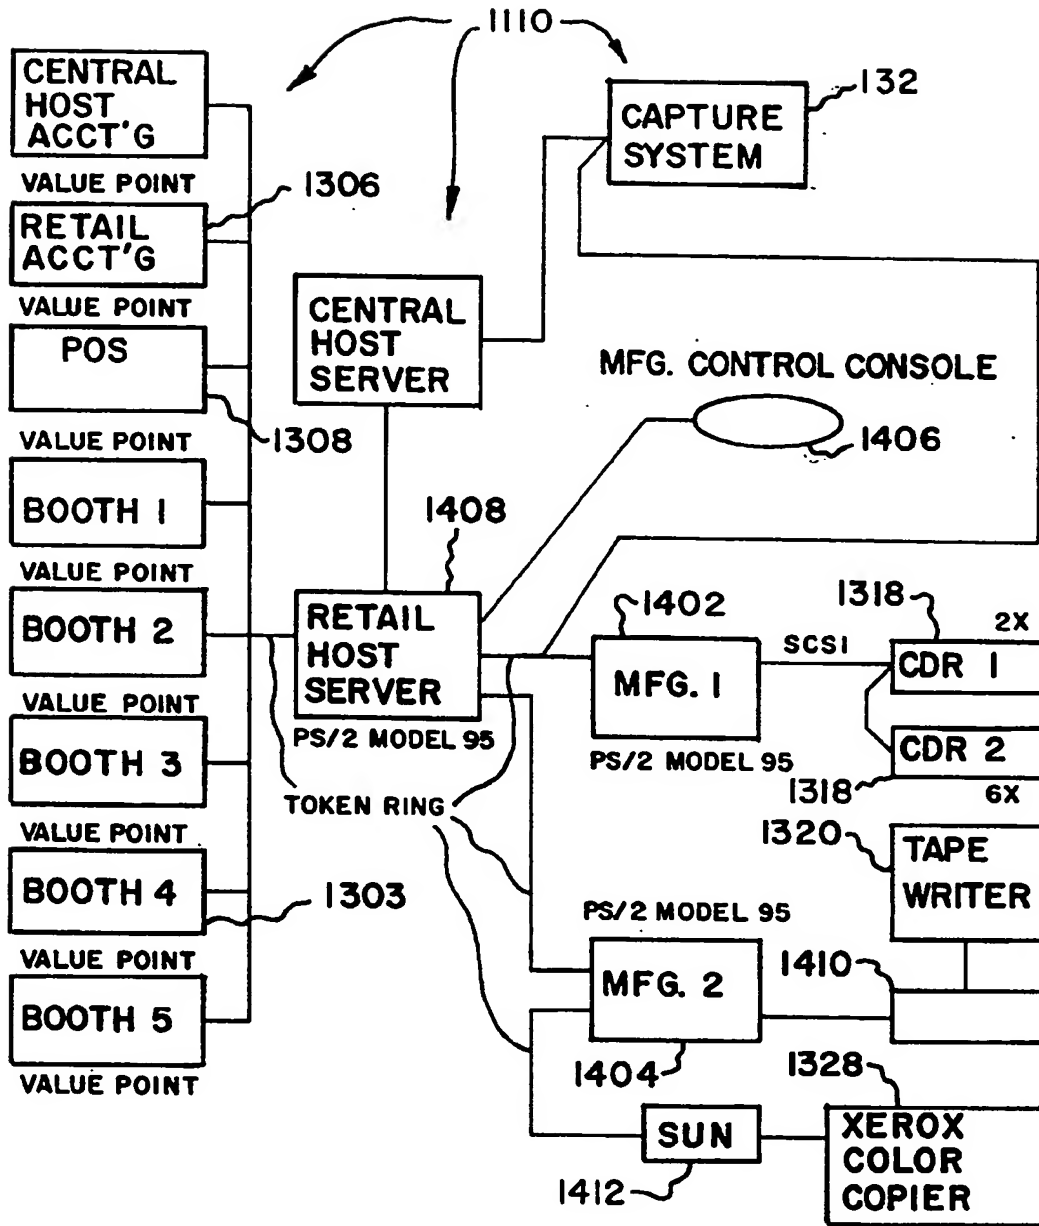 1110
CENTRAL
HOST
ACCT'G
VALUE POINT
1306
RETAIL
ACCT'G
VALUE POINT
POS
1308
VALUE POINT
BOOTH 1
VALUE POINT
BOOTH 2
VALUE POINT
BOOTH 3
VALUE POINT
BOOTH 4
1303
VALUE POINT
BOOTH 5
VALUE POINT
132
CAPTURE
SYSTEM
CENTRAL
HOST
SERVER
MFG. CONTROL CONSOLE
1406
1408
RETAIL
HOST
SERVER
PS/2 MODEL 95
TOKEN RING
1402
MFG. 1
PS/2 MODEL 95
SCSI
1318
2X
CDR 1
CDR 2
1318
6X
1320
TAPE
WRITER
PS/2 MODEL 95
MFG. 2
1404
1410
1328
SUN
1412
XEROX
COLOR
COPIER